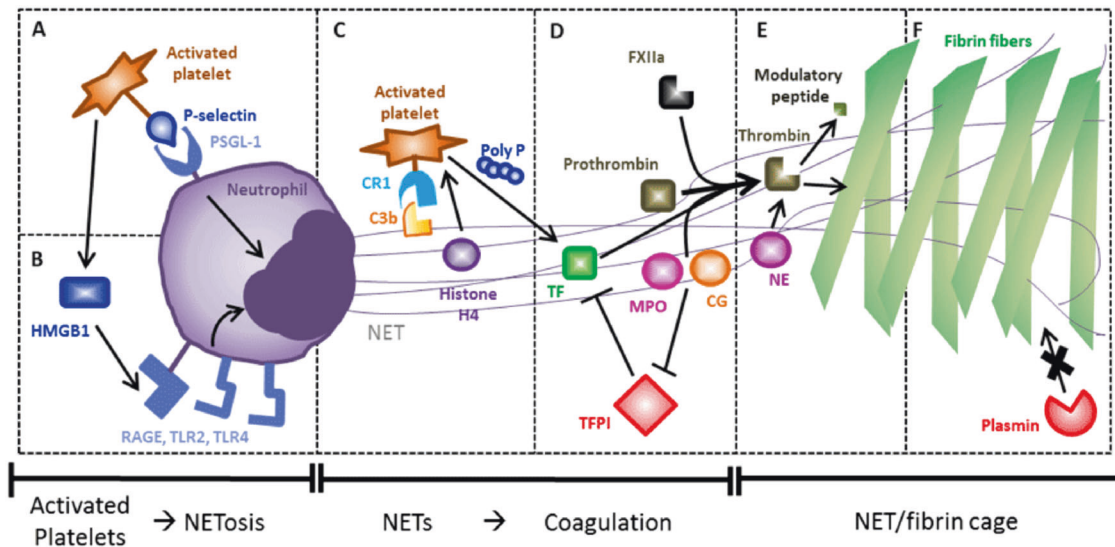 A
Activated
platelet
P-selectin
PSGL-1
Neutrophil
B
HMGB1
RAGE, TLR2, TLR4
C
Activated
platelet
Poly P
CR1
C3b
Histone
H4
NET
D
FXIIa
Prothrombin
TF
MPO
CG
TFPI
E
Modulatory
peptide
Thrombin
NE
F
Fibrin fibers
Plasmin
Activated
Platelets
→ NETosis
NETs → Coagulation
NET/fibrin cage